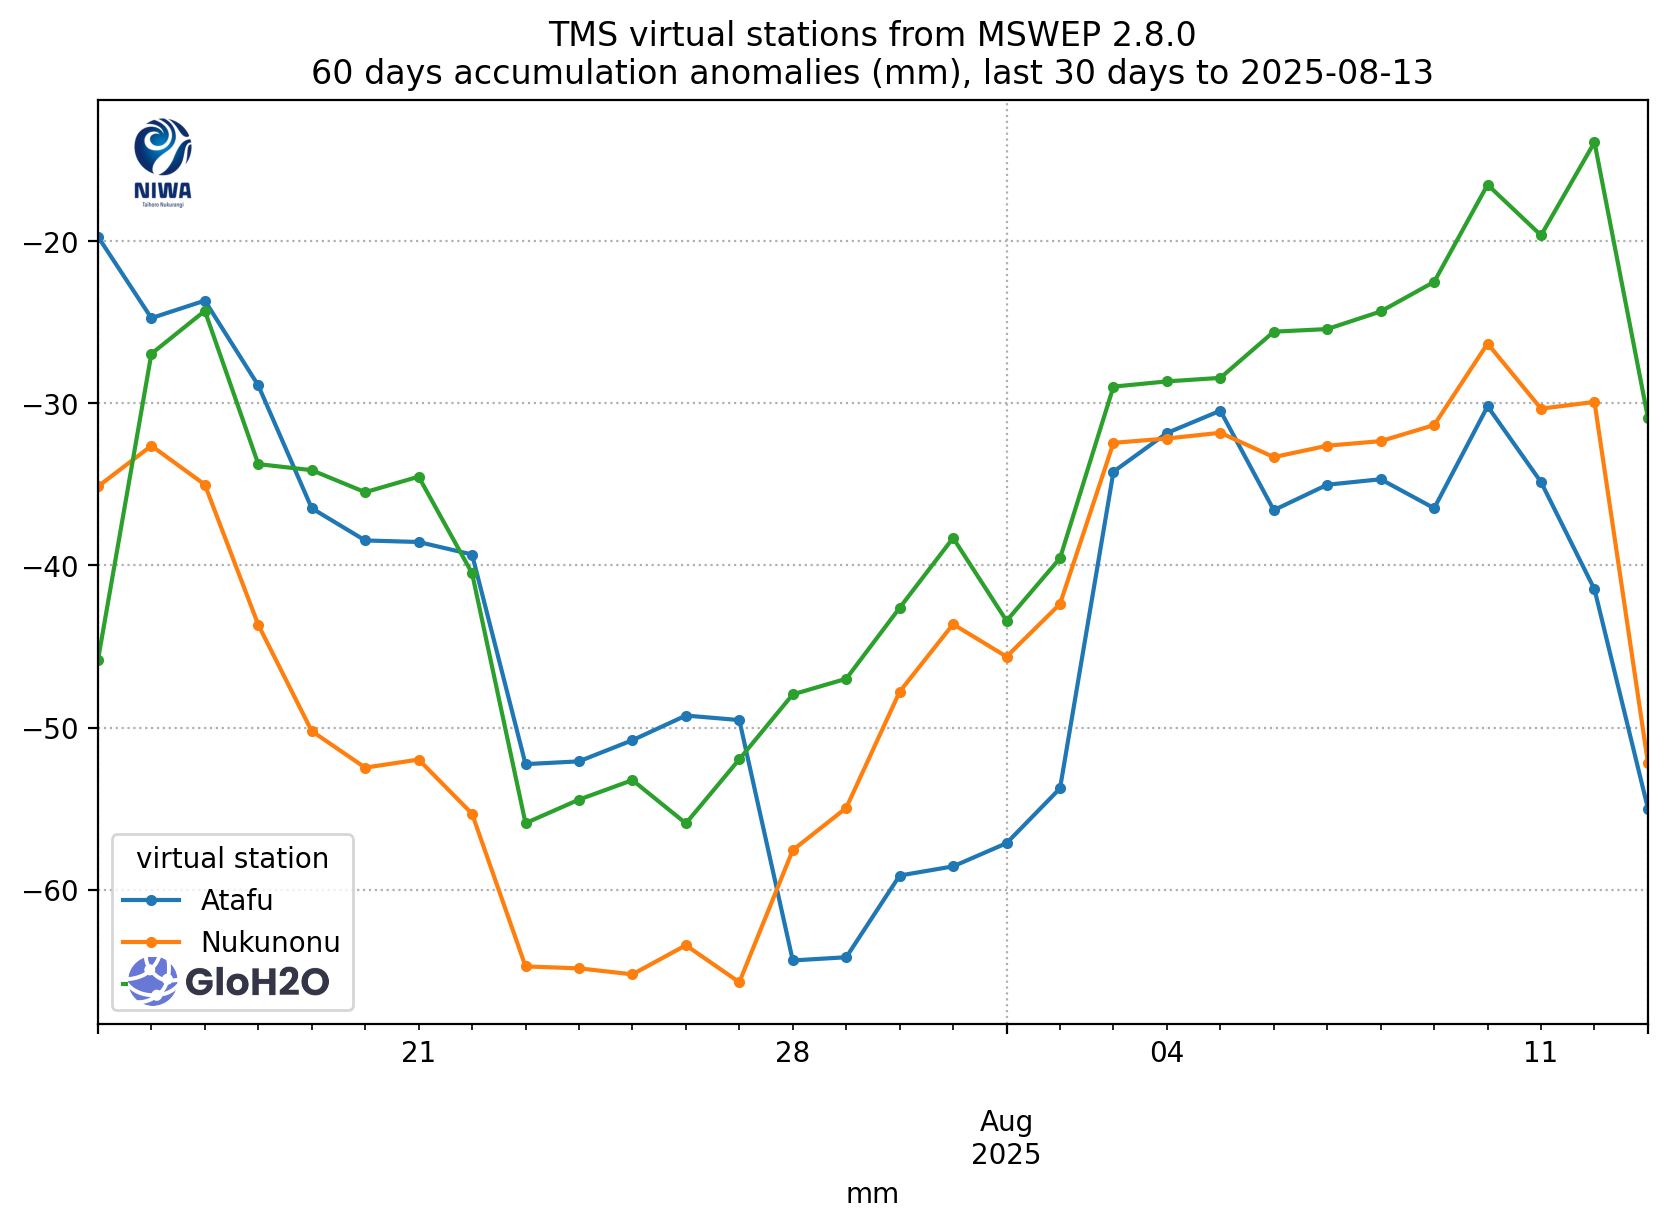 TMS virtual stations from MSWEP 2.8.0
60 days accumulation anomalies (mm), last 30 days to 2025-08-13
NIWA
Taihoro Nukurangi
−20
−30
−40
−50
−60
virtual station
Atafu
Nukunonu
GloH2O
21
28
04
11
Aug
2025
mm